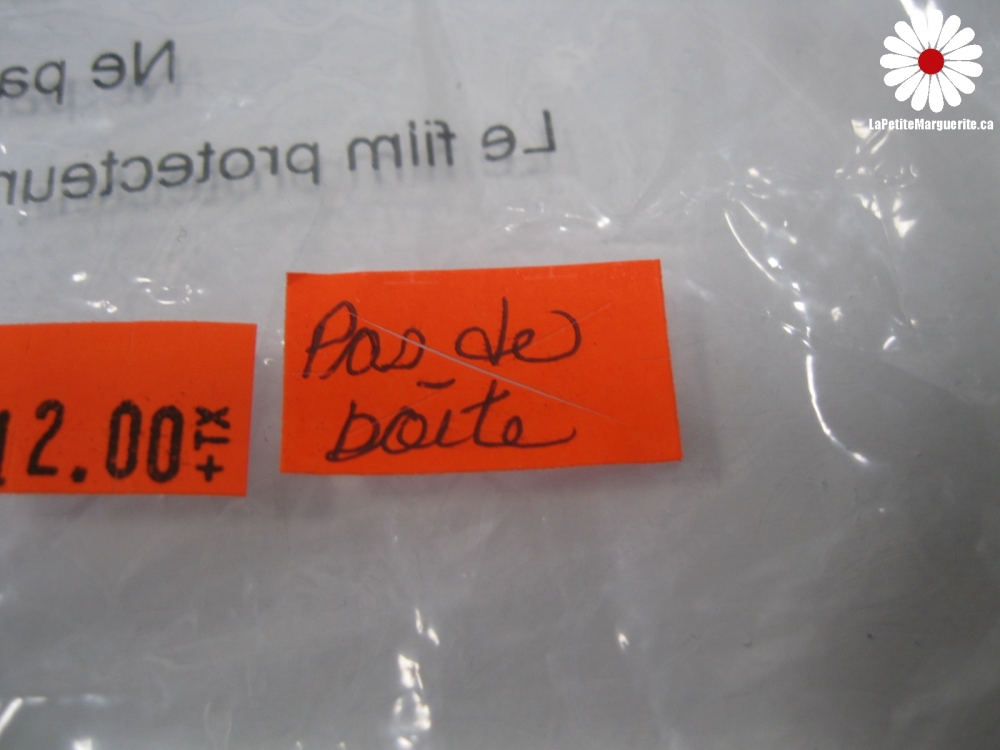 LaPetiteMarguerite.ca
Ne pa
Le film protecteur
12.00 +TX
Pas de
boîte